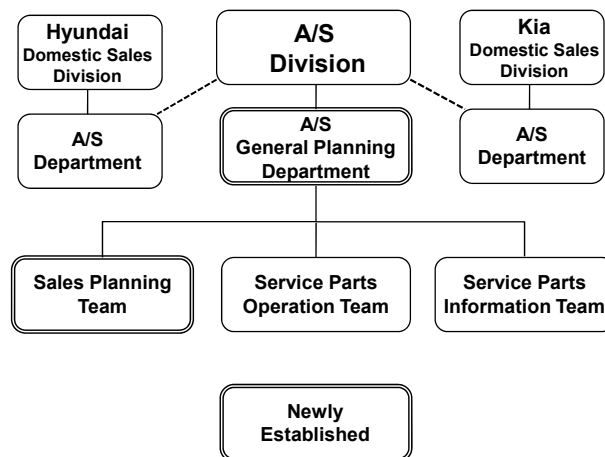 Hyundai
Domestic Sales
Division
A/S
Division
Kia
Domestic Sales
Division
A/S
Department
A/S
General Planning
Department
A/S
Department
Sales Planning
Team
Service Parts
Operation Team
Service Parts
Information Team
Newly
Established